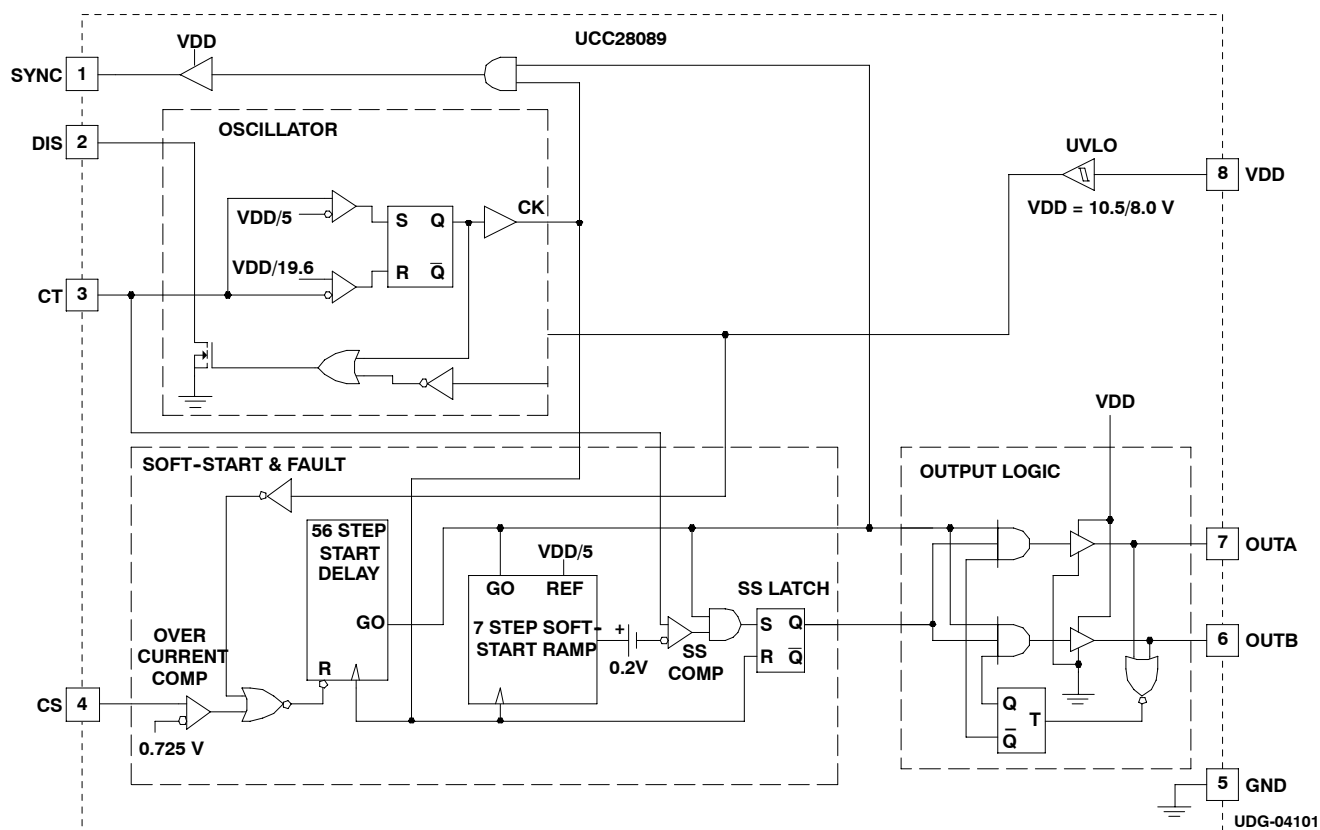 UCC28089
VDD
SYNC 1
DIS 2
OSCILLATOR
UVLO
8 VDD
VDD = 10.5/8.0 V
CK
VDD/5
S Q
VDD/19.6
R Q
CT 3
VDD
SOFT-START & FAULT
OUTPUT LOGIC
56 STEP
START
DELAY
VDD/5
GO REF
7 OUTA
SS LATCH
GO
7 STEP SOFT-
START RAMP
+
0.2V
SS
COMP
S Q
R Q
6 OUTB
OVER
CURRENT
COMP
R
CS 4
0.725 V
Q
T
Q
5 GND
UDG-04101